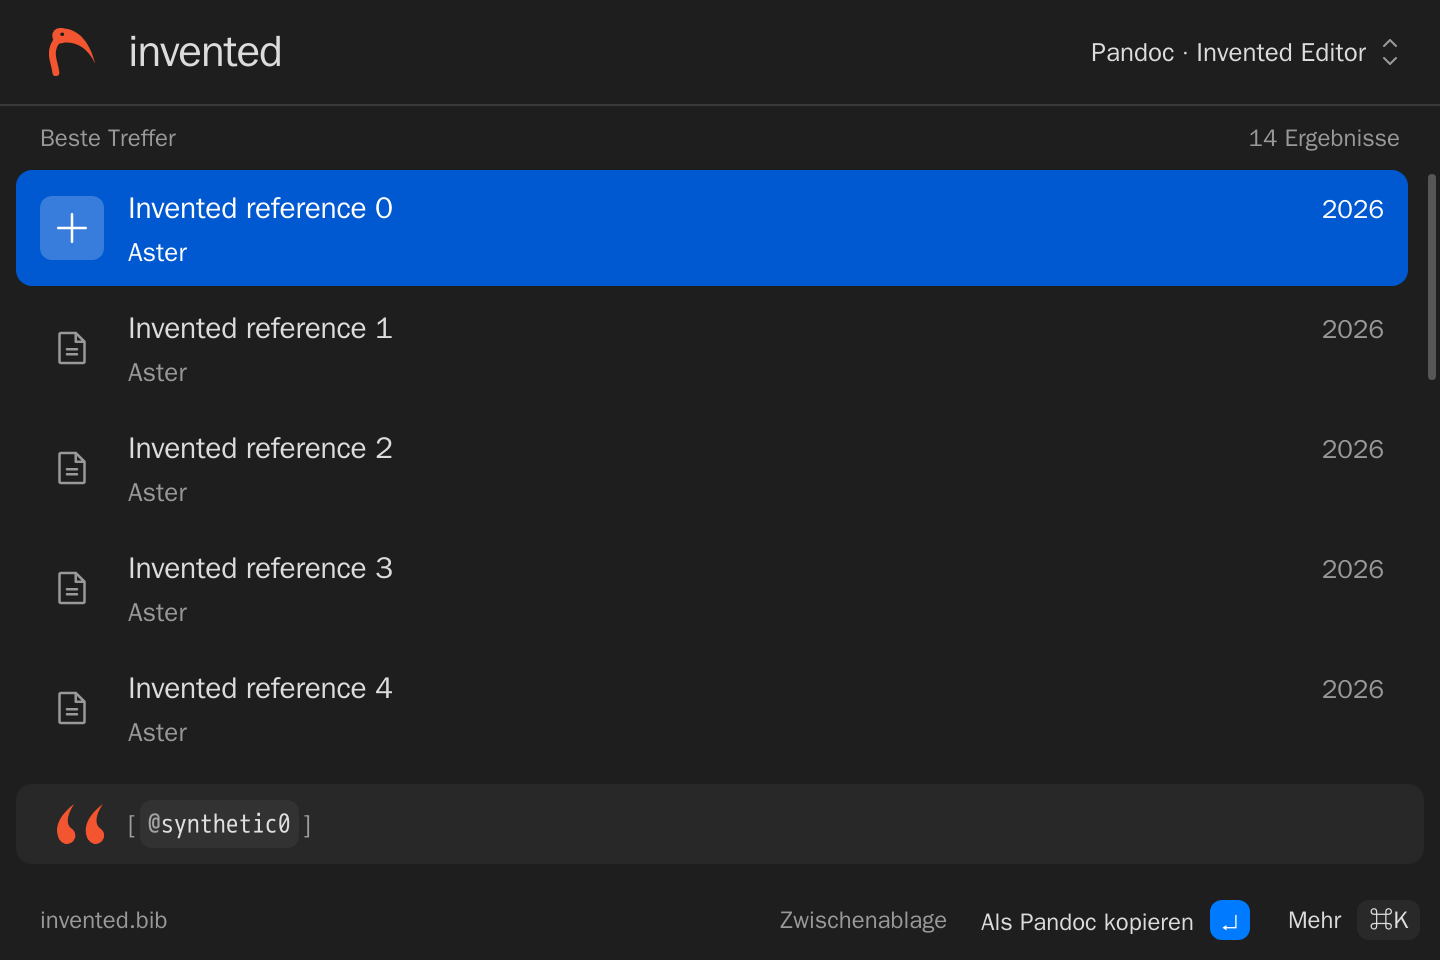 invented
Pandoc · Invented Editor
Beste Treffer
14 Ergebnisse
Invented reference 0
2026
Aster
Invented reference 1
2026
Aster
Invented reference 2
2026
Aster
Invented reference 3
2026
Aster
Invented reference 4
2026
Aster
[ @synthetic0 ]
invented.bib
Zwischenablage
Als Pandoc kopieren
Mehr ⌘K